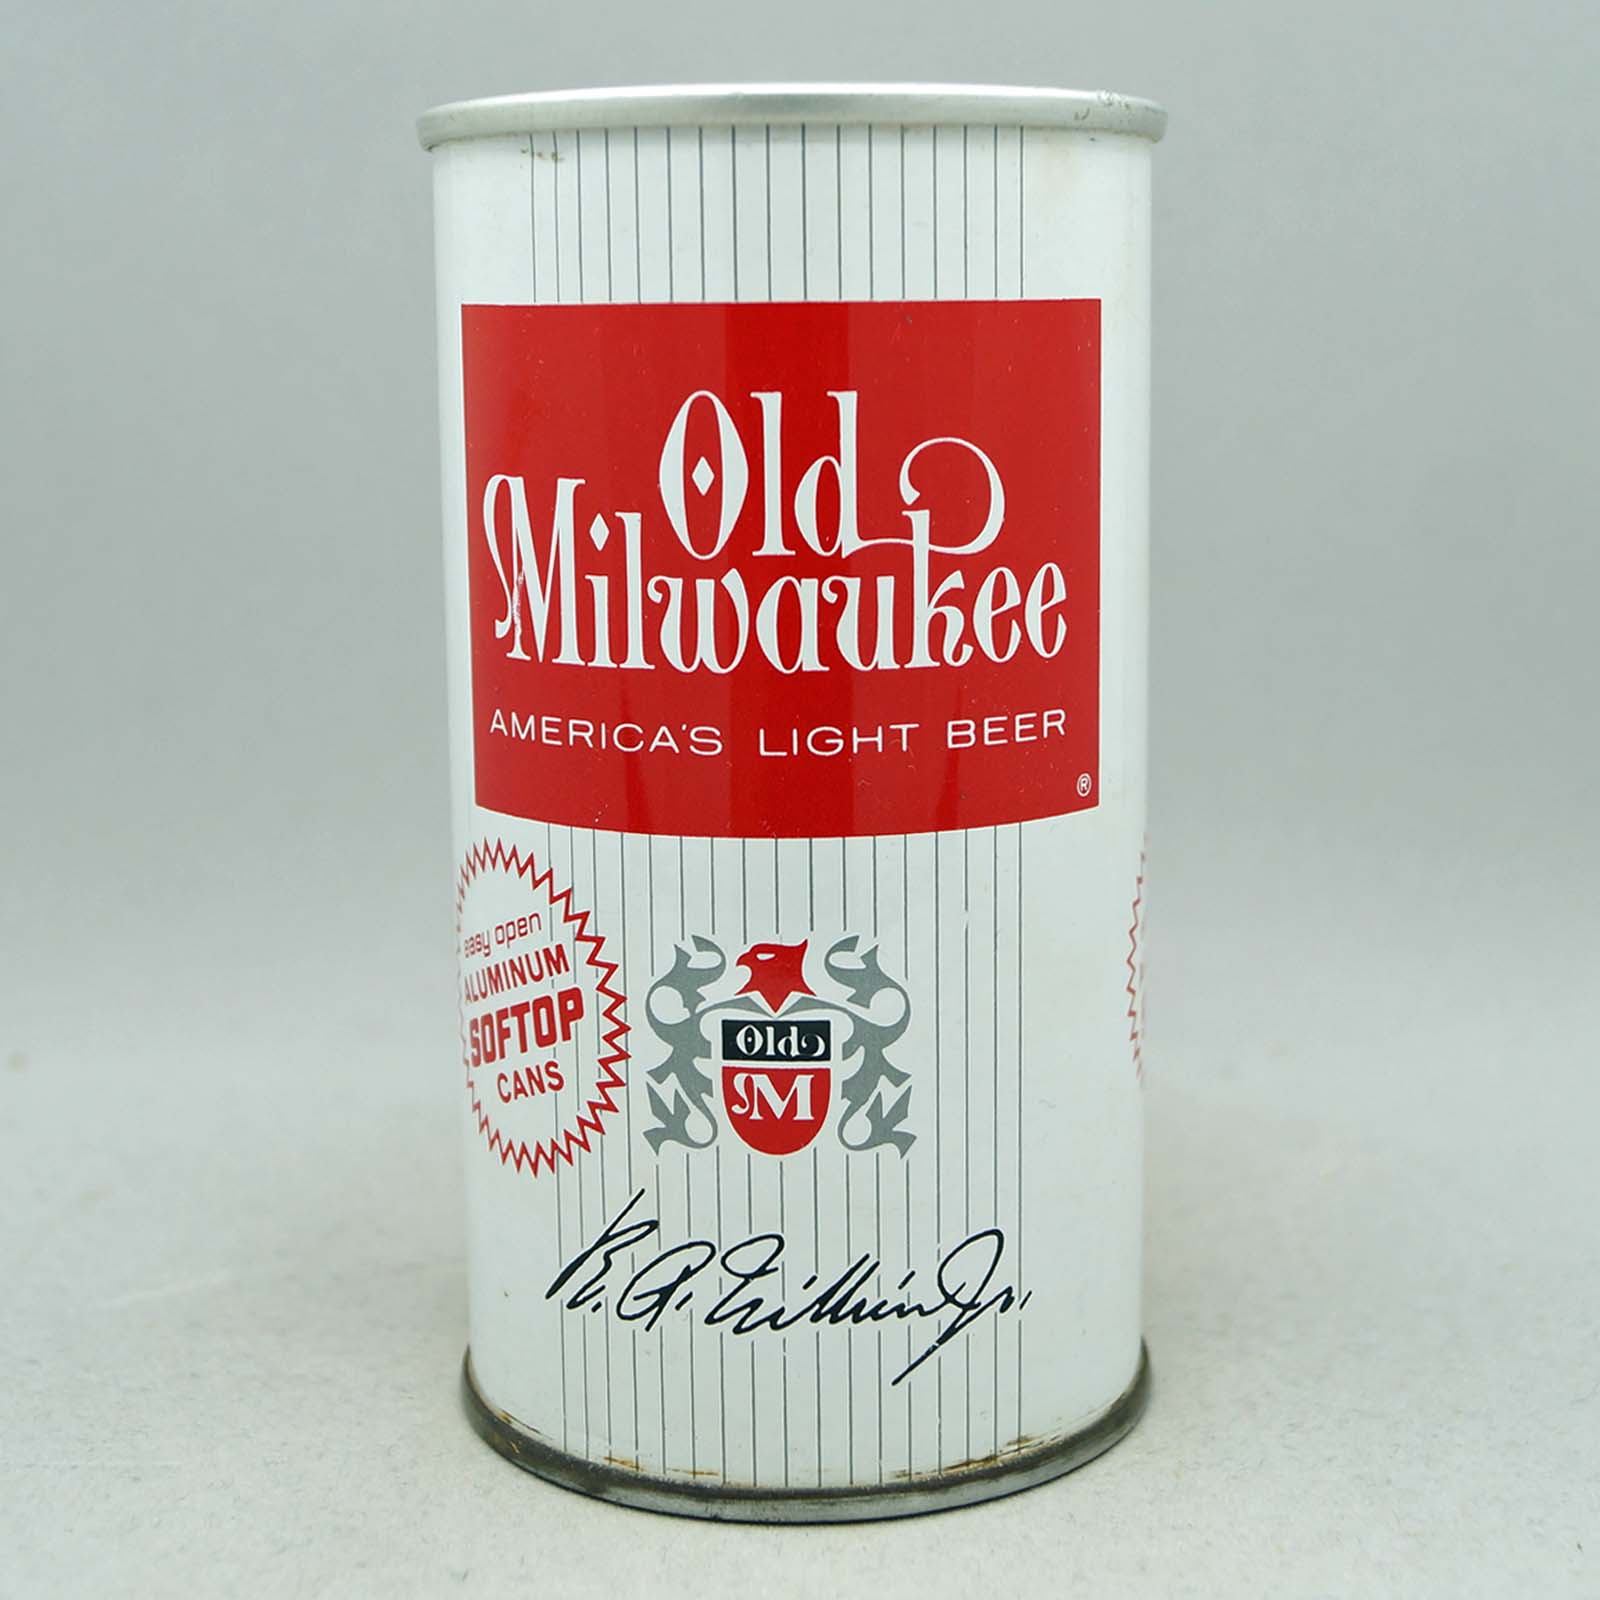 Old
Milwaukee
AMERICA'S LIGHT BEER
®
easy open
ALUMINUM
SOFTOP
CANS
Old
M